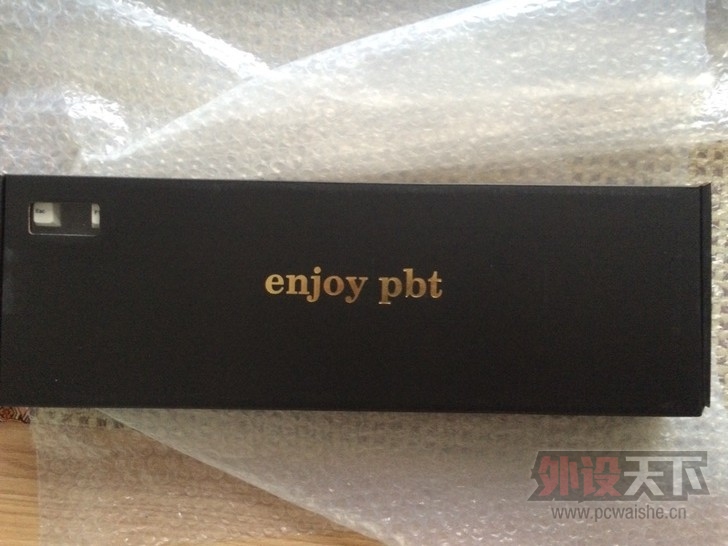 enjoy pbt
外设天下
www.pcwaishe.cn